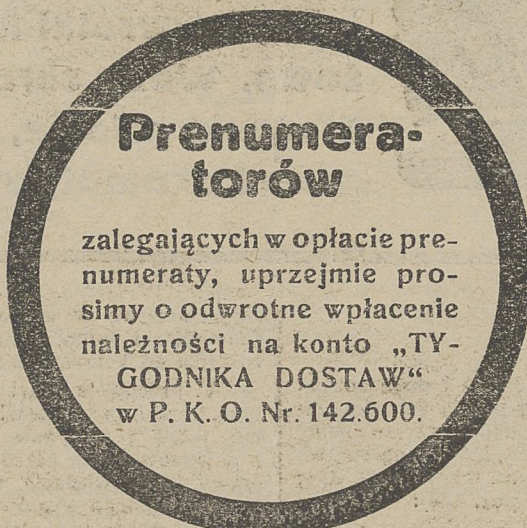 Prenumera-
torów
zalegających w opłacie pre-
numeraty, uprzejmie pro-
simy o odwrotne wpłacenie
należności na konto „TY-
GODNIKA DOSTAW“
w P. K. O. Nr. 142.600.